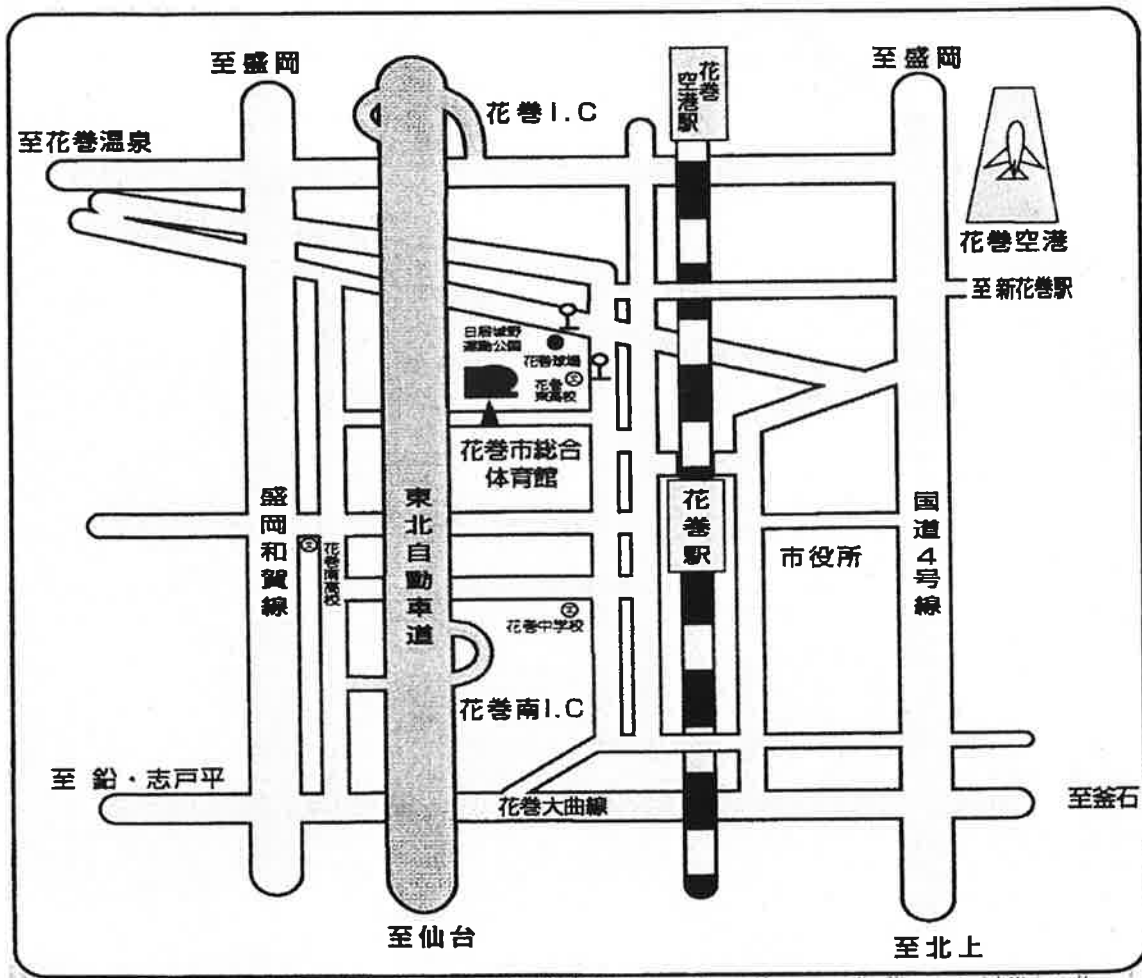 至盛岡
至盛岡
花巻
空港駅
花巻I.C
至花巻温泉
花巻空港
至新花巻駅
日居城野
運動公園
花巻球場
花巻
東高校
花巻市総合
体育館
盛岡和賀線
東北自動車道
花巻駅
国道4号線
市役所
花巻南高校
花巻中学校
花巻南I.C
至 鉛・志戸平
花巻大曲線
至釜石
至仙台
至北上